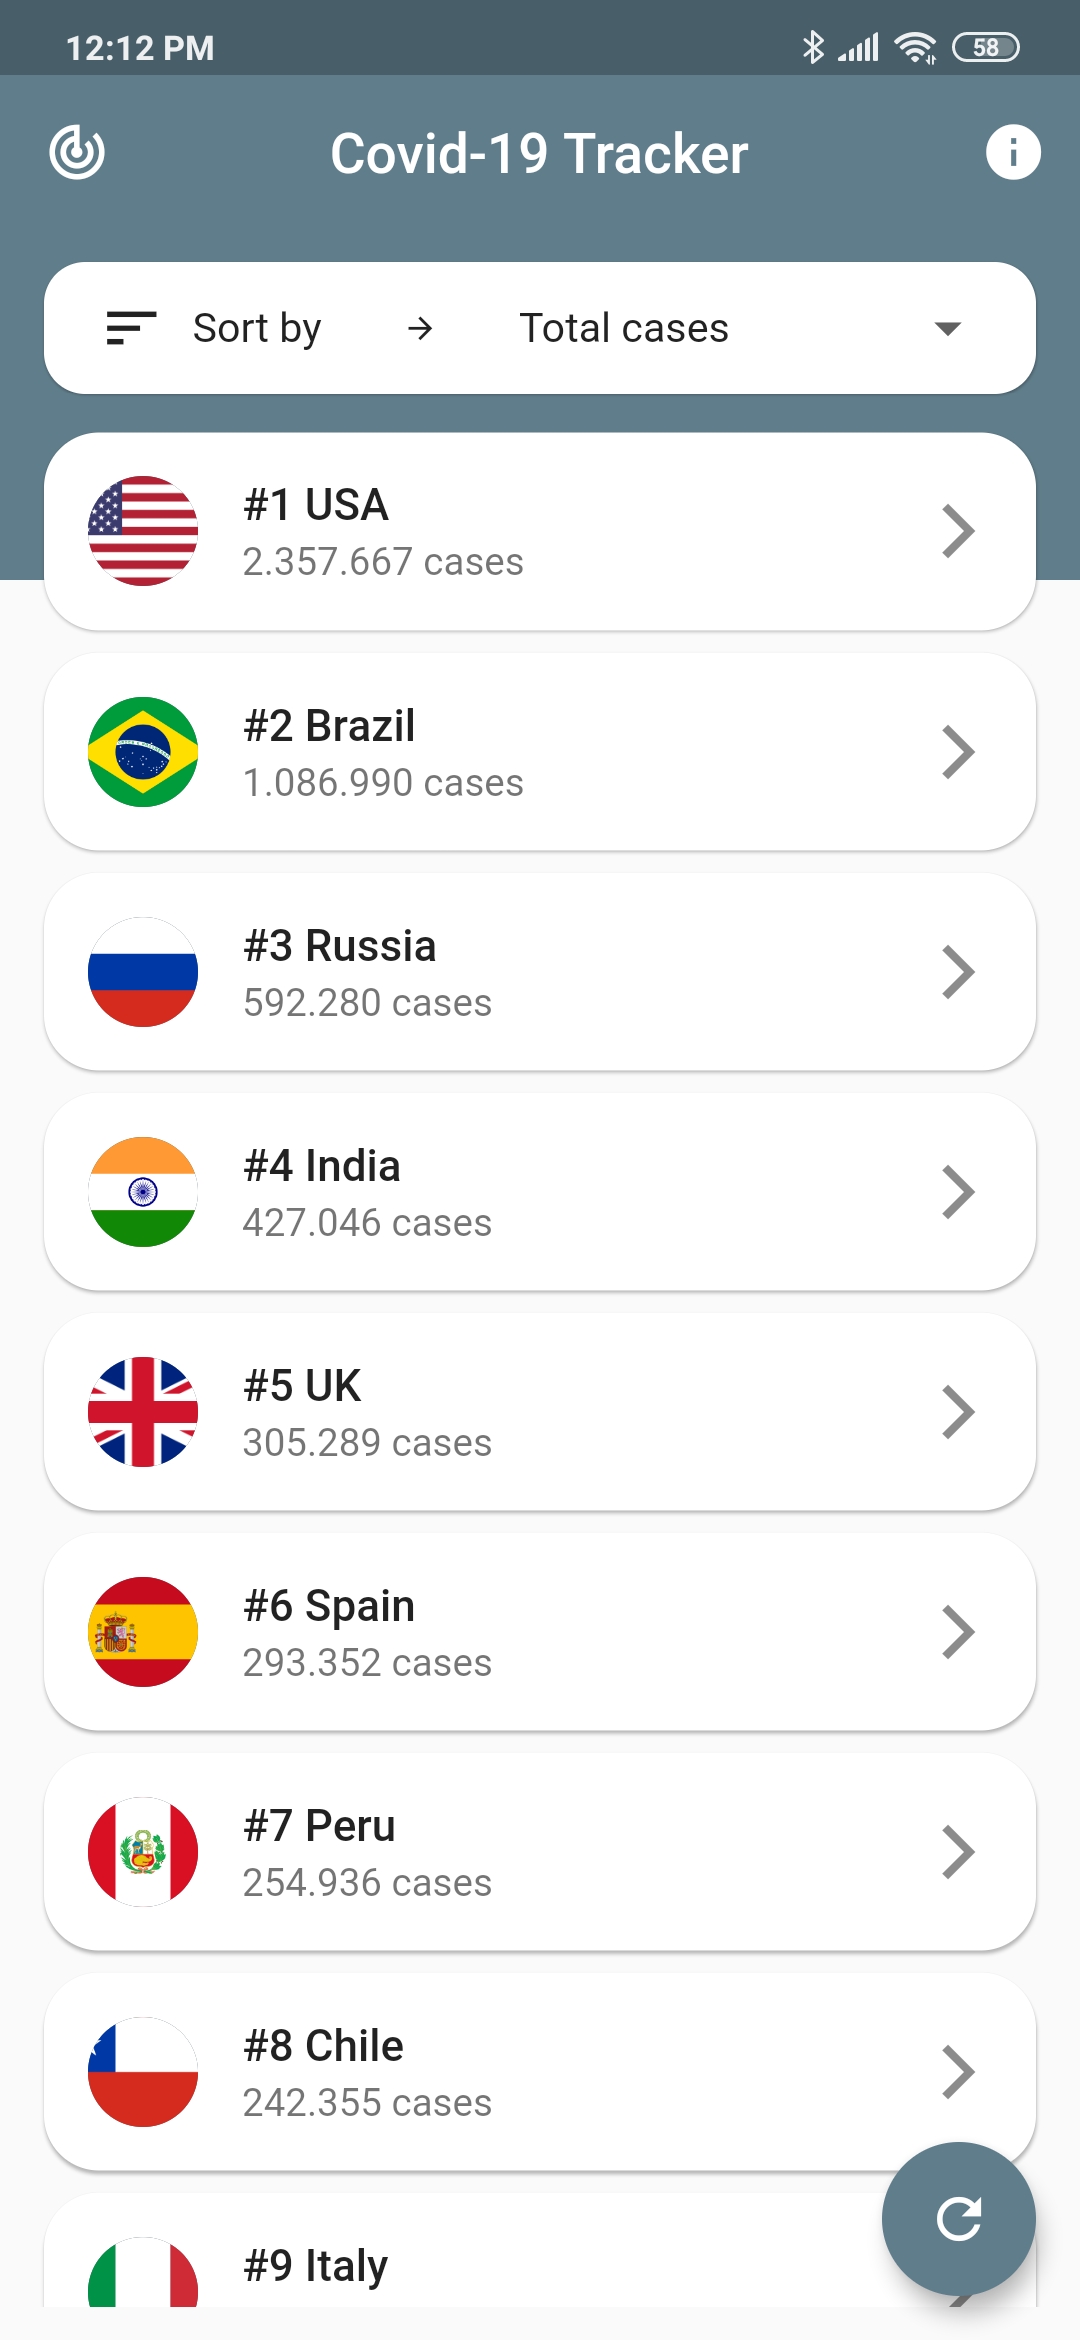 12:12 PM
58
Covid-19 Tracker
Sort by → Total cases
#1 USA
2.357.667 cases
#2 Brazil
1.086.990 cases
#3 Russia
592.280 cases
#4 India
427.046 cases
#5 UK
305.289 cases
#6 Spain
293.352 cases
#7 Peru
254.936 cases
#8 Chile
242.355 cases
#9 Italy